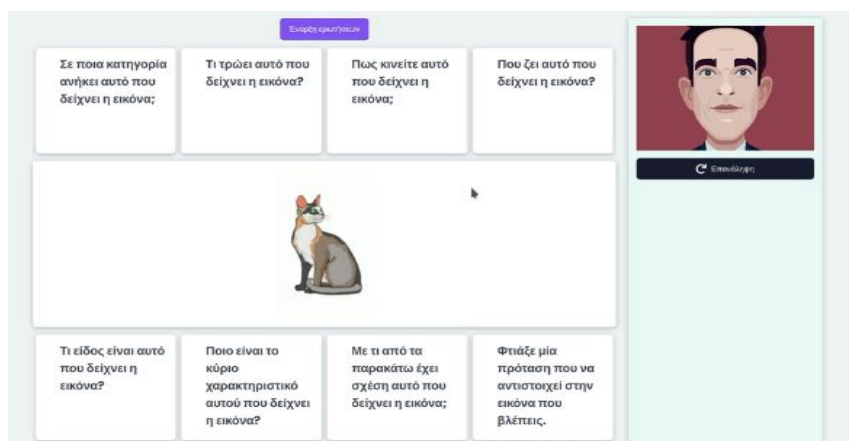 Έναρξη ερωτήσεων
Σε ποια κατηγορία
ανήκει αυτό που
δείχνει η εικόνα;
Τι τρώει αυτό που
δείχνει η εικόνα?
Πως κινείτε αυτό
που δείχνει η
εικόνα;
Που ζει αυτό που
δείχνει η εικόνα?
Επανάληψη
Τι είδος είναι αυτό
που δείχνει η
εικόνα?
Ποιο είναι το
κύριο
χαρακτηριστικό
αυτού που δείχνει
η εικόνα?
Με τι από τα
παρακάτω έχει
σχέση αυτό που
δείχνει η εικόνα;
Φτιάξε μία
πρόταση που να
αντιστοιχεί στην
εικόνα που
βλέπεις.